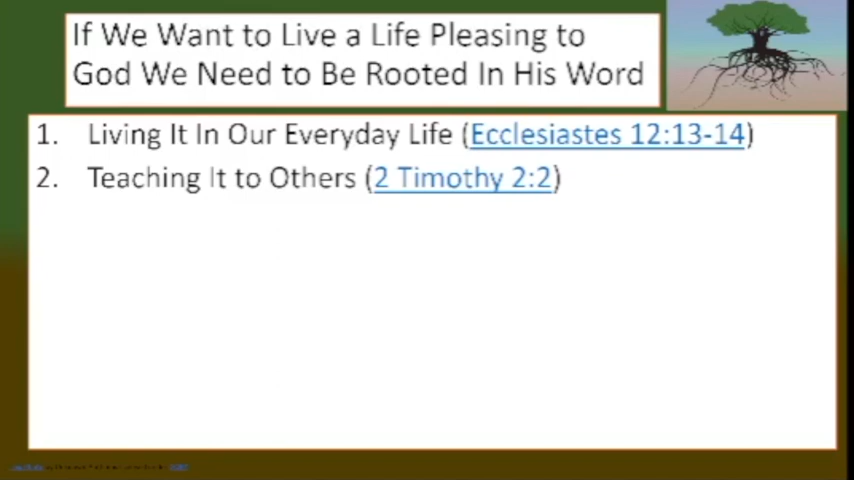 If We Want to Live a Life Pleasing to
God We Need to Be Rooted In His Word
1. Living It In Our Everyday Life (Ecclesiastes 12:13-14)
2. Teaching It to Others (2 Timothy 2:2)